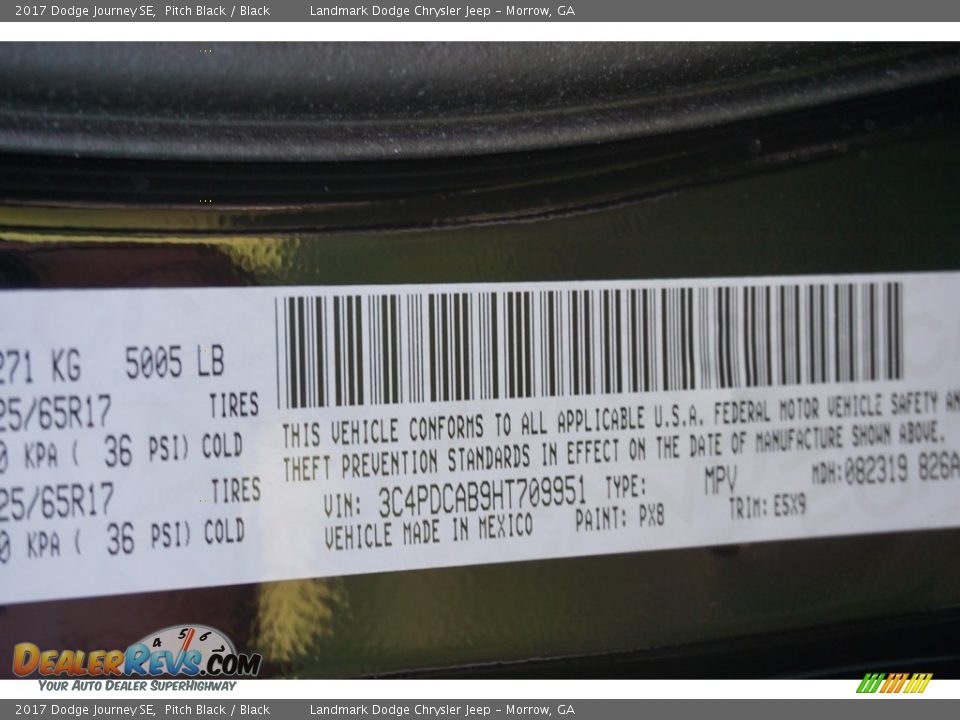 2017 Dodge Journey SE, Pitch Black / Black Landmark Dodge Chrysler Jeep - Morrow, GA
271 KG 5005 LB
25/65R17 TIRES
0 KPA ( 36 PSI) COLD
25/65R17 TIRES
0 KPA ( 36 PSI) COLD
THIS VEHICLE CONFORMS TO ALL APPLICABLE U.S.A. FEDERAL MOTOR VEHICLE SAFETY AN
THEFT PREVENTION STANDARDS IN EFFECT ON THE DATE OF MANUFACTURE SHOWN ABOVE.
VIN: 3C4PDCAB9HT709951 TYPE: MPV MDH:082319 826A
VEHICLE MADE IN MEXICO PAINT: PX8 TRIM: E5X9
4 5 6
DEALERREVS.COM
YOUR AUTO DEALER SUPERHIGHWAY
2017 Dodge Journey SE, Pitch Black / Black Landmark Dodge Chrysler Jeep - Morrow, GA